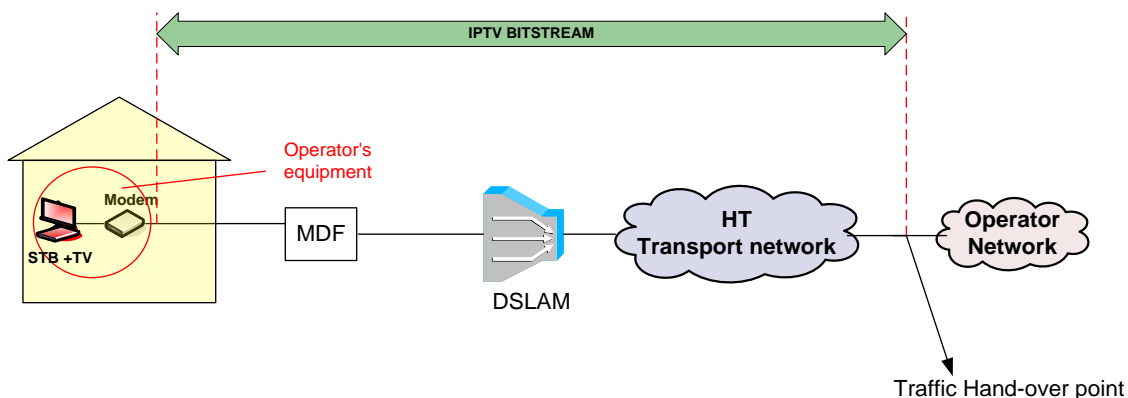 IPTV BITSTREAM
Operator's
equipment
Modem
STB +TV
MDF
DSLAM
HT
Transport network
Operator
Network
Traffic Hand-over point